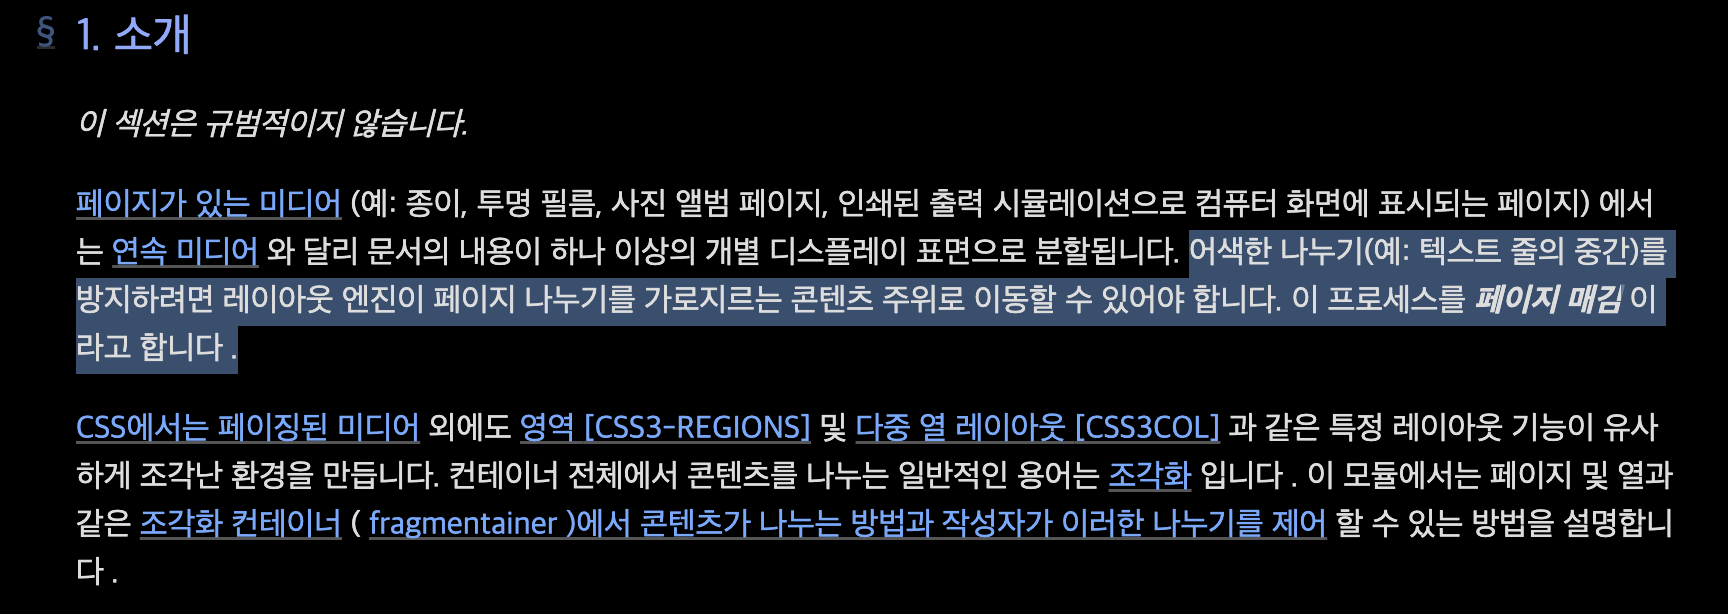 § 1. 소개
이 섹션은 규범적이지 않습니다.
페이지가 있는 미디어 (예: 종이, 투명 필름, 사진 앨범 페이지, 인쇄된 출력 시뮬레이션으로 컴퓨터 화면에 표시되는 페이지) 에서
는 연속 미디어 와 달리 문서의 내용이 하나 이상의 개별 디스플레이 표면으로 분할됩니다. 어색한 나누기(예: 텍스트 줄의 중간)를
방지하려면 레이아웃 엔진이 페이지 나누기를 가로지르는 콘텐츠 주위로 이동할 수 있어야 합니다. 이 프로세스를 페이지 매김 이
라고 합니다 .
CSS에서는 페이징된 미디어 외에도 영역 [CSS3-REGIONS] 및 다중 열 레이아웃 [CSS3COL] 과 같은 특정 레이아웃 기능이 유사
하게 조각난 환경을 만듭니다. 컨테이너 전체에서 콘텐츠를 나누는 일반적인 용어는 조각화 입니다 . 이 모듈에서는 페이지 및 열과
같은 조각화 컨테이너 ( fragmentainer )에서 콘텐츠가 나누는 방법과 작성자가 이러한 나누기를 제어 할 수 있는 방법을 설명합니
다 .